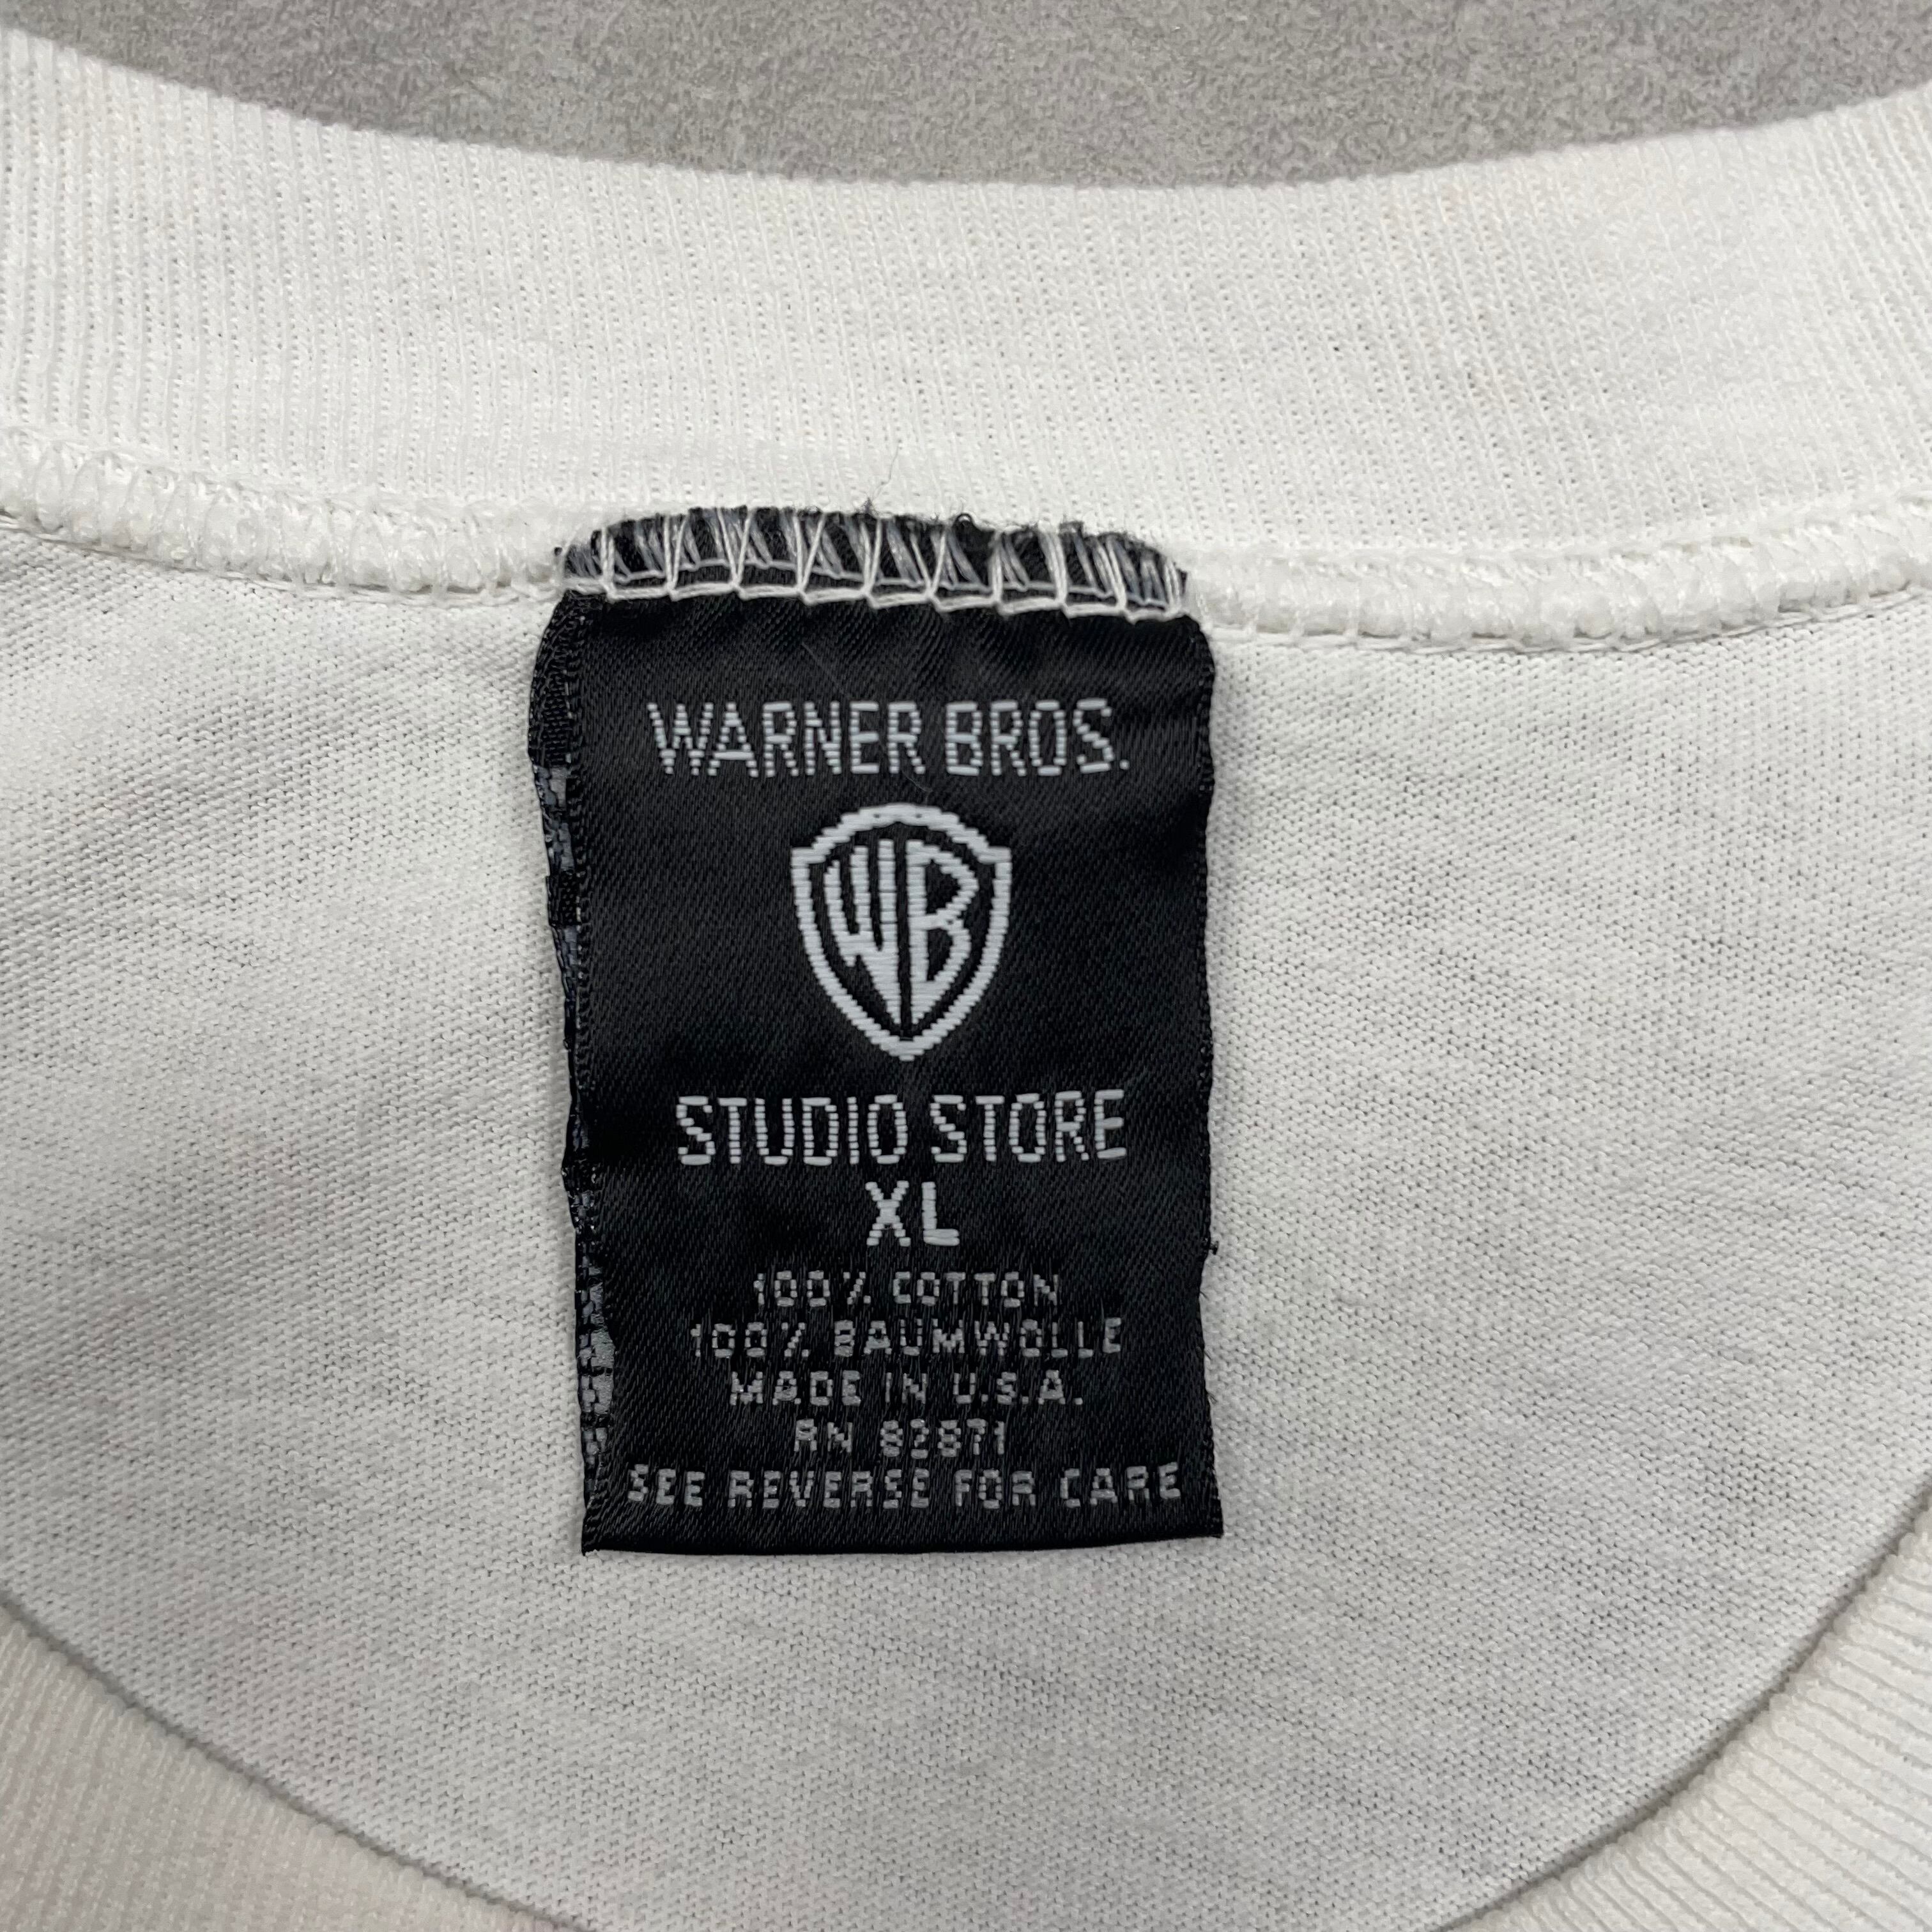 WARNER BROS.
WB
STUDIO STORE
XL
100% COTTON
100% BAUMWOLLE
MADE IN U.S.A.
RN 82871
SEE REVERSE FOR CARE